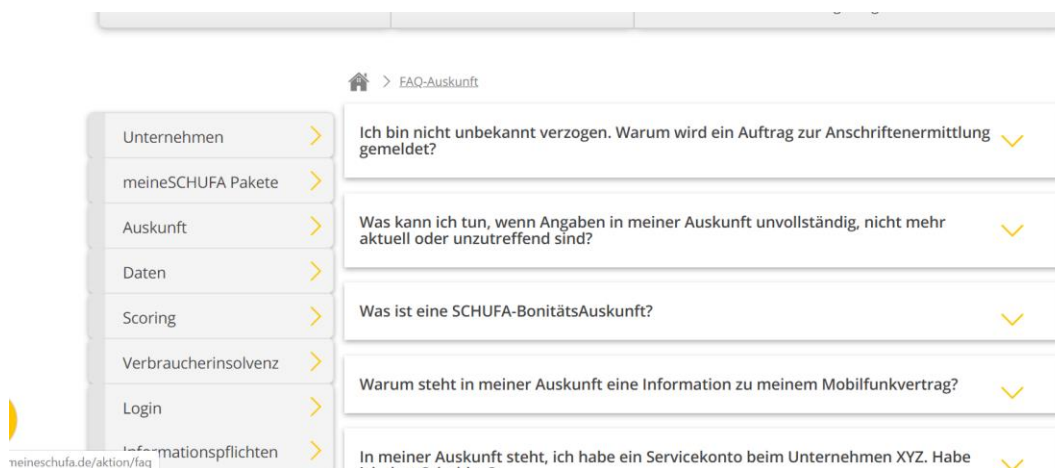 FAQ-Auskunft
Unternehmen
meineSCHUFA Pakete
Auskunft
Daten
Scoring
Verbraucherinsolvenz
Login
Informationspflichten
Ich bin nicht unbekannt verzogen. Warum wird ein Auftrag zur Anschriftenermittlung
gemeldet?
Was kann ich tun, wenn Angaben in meiner Auskunft unvollständig, nicht mehr
aktuell oder unzutreffend sind?
Was ist eine SCHUFA-BonitätsAuskunft?
Warum steht in meiner Auskunft eine Information zu meinem Mobilfunkvertrag?
In meiner Auskunft steht, ich habe ein Servicekonto beim Unternehmen XYZ. Habe
meineschufa.de/aktion/faq